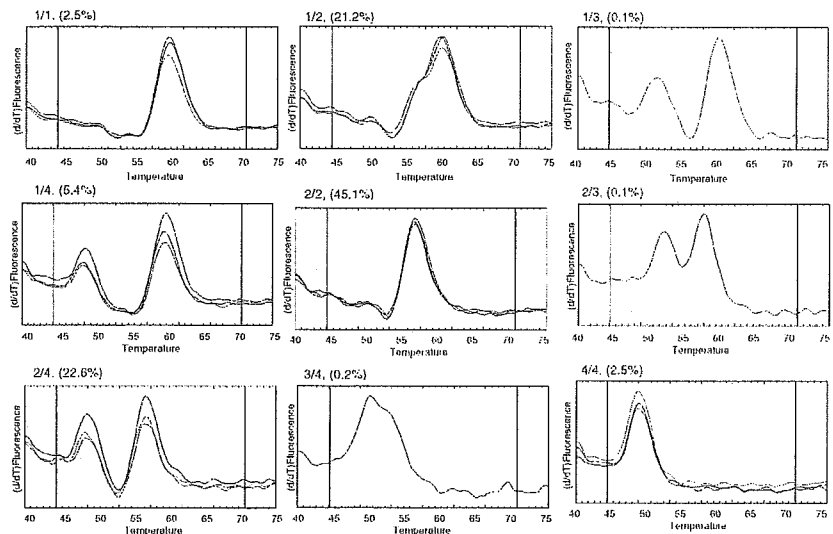 1/1. (2.5%)
1/2, (21.2%)
1/3, (0.1%)
(d/dT)Fluorescence
(d/dT)Fluorescence
(d/dT)Fluorescence
40 45 50 55 60 65 70 75
40 45 50 55 60 65 70 75
40 45 50 55 60 65 70 75
Temperature
Temperature
Temperature
1/4. (5.4%)
2/2, (45.1%)
2/3, (0.1%)
(d/dT)Fluorescence
(d/dT)Fluorescence
(d/dT)Fluorescence
40 45 50 55 60 65 70 75
40 45 50 55 60 65 70 75
40 45 50 55 60 65 70 75
Temperature
Temperature
Temperature
2/4. (22.6%)
3/4, (0.2%)
4/4, (2.5%)
(d/dT)Fluorescence
(d/dT)Fluorescence
(d/dT)Fluorescence
40 45 50 55 60 65 70 75
40 45 50 55 60 65 70 75
40 45 50 55 60 65 70 75
Temperature
Temperature
Temperature